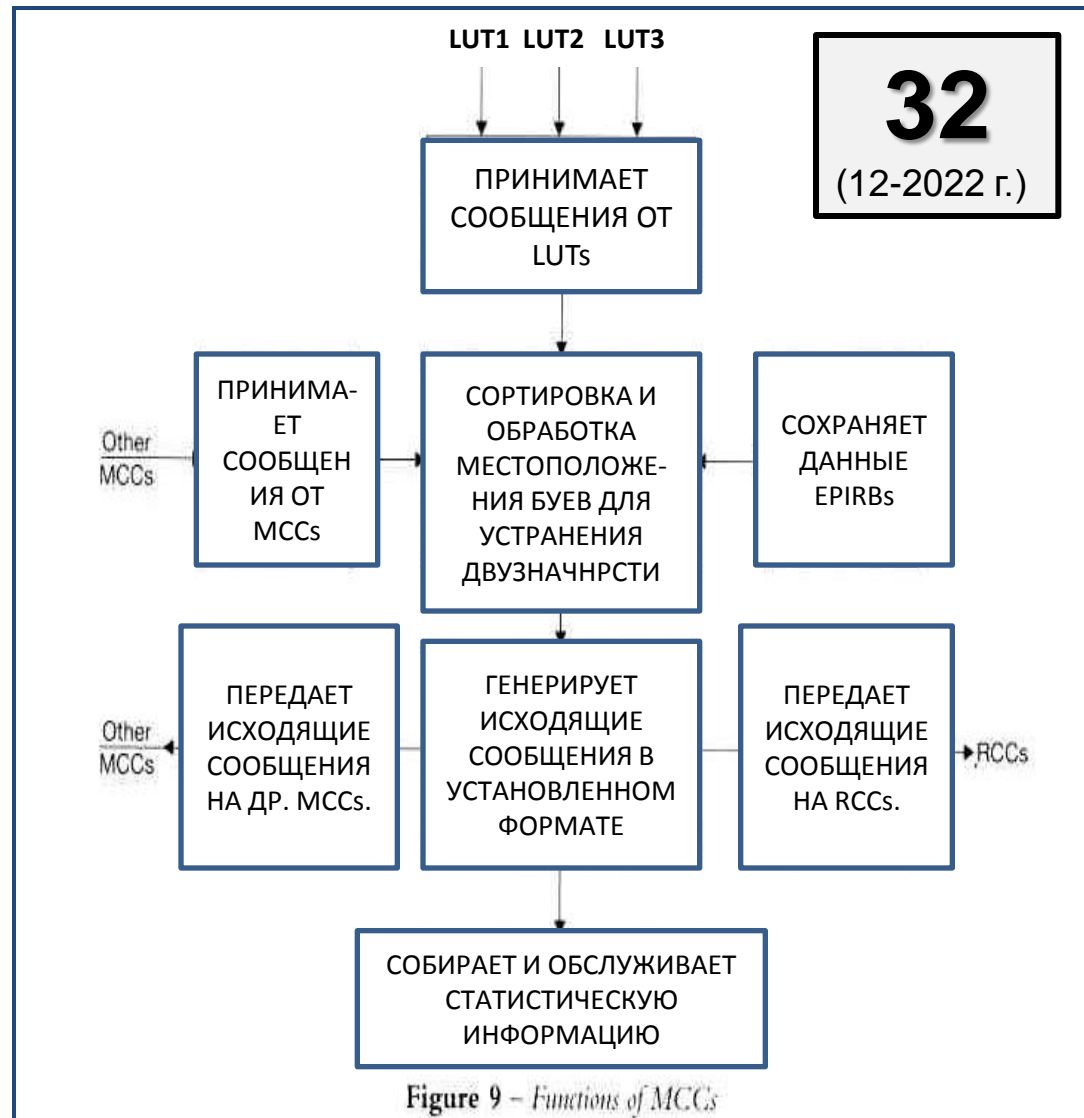 LUT1 LUT2 LUT3
32
(12-2022 г.)
ПРИНИМАЕТ
СООБЩЕНИЯ ОТ
LUTs
Other
MCCs
ПРИНИМА-
ЕТ
СООБЩЕН
ИЯ ОТ
MCCs
СОРТИРОВКА И
ОБРАБОТКА
МЕСТОПОЛОЖЕ-
НИЯ БУЕВ ДЛЯ
УСТРАНЕНИЯ
ДВУЗНАЧНРСТИ
СОХРАНЯЕТ
ДАННЫЕ
EPIRBs
Other
MCCs
ПЕРЕДАЕТ
ИСХОДЯЩИЕ
СООБЩЕНИЯ
НА ДР. MCCs.
ГЕНЕРИРУЕТ
ИСХОДЯЩИЕ
СООБЩЕНИЯ В
УСТАНОВЛЕННОМ
ФОРМАТЕ
ПЕРЕДАЕТ
ИСХОДЯЩИЕ
СООБЩЕНИЯ
НА RCCs.
RCCs
СОБИРАЕТ И ОБСЛУЖИВАЕТ
СТАТИСТИЧЕСКУЮ
ИНФОРМАЦИЮ
Figure 9 – Functions of MCCs